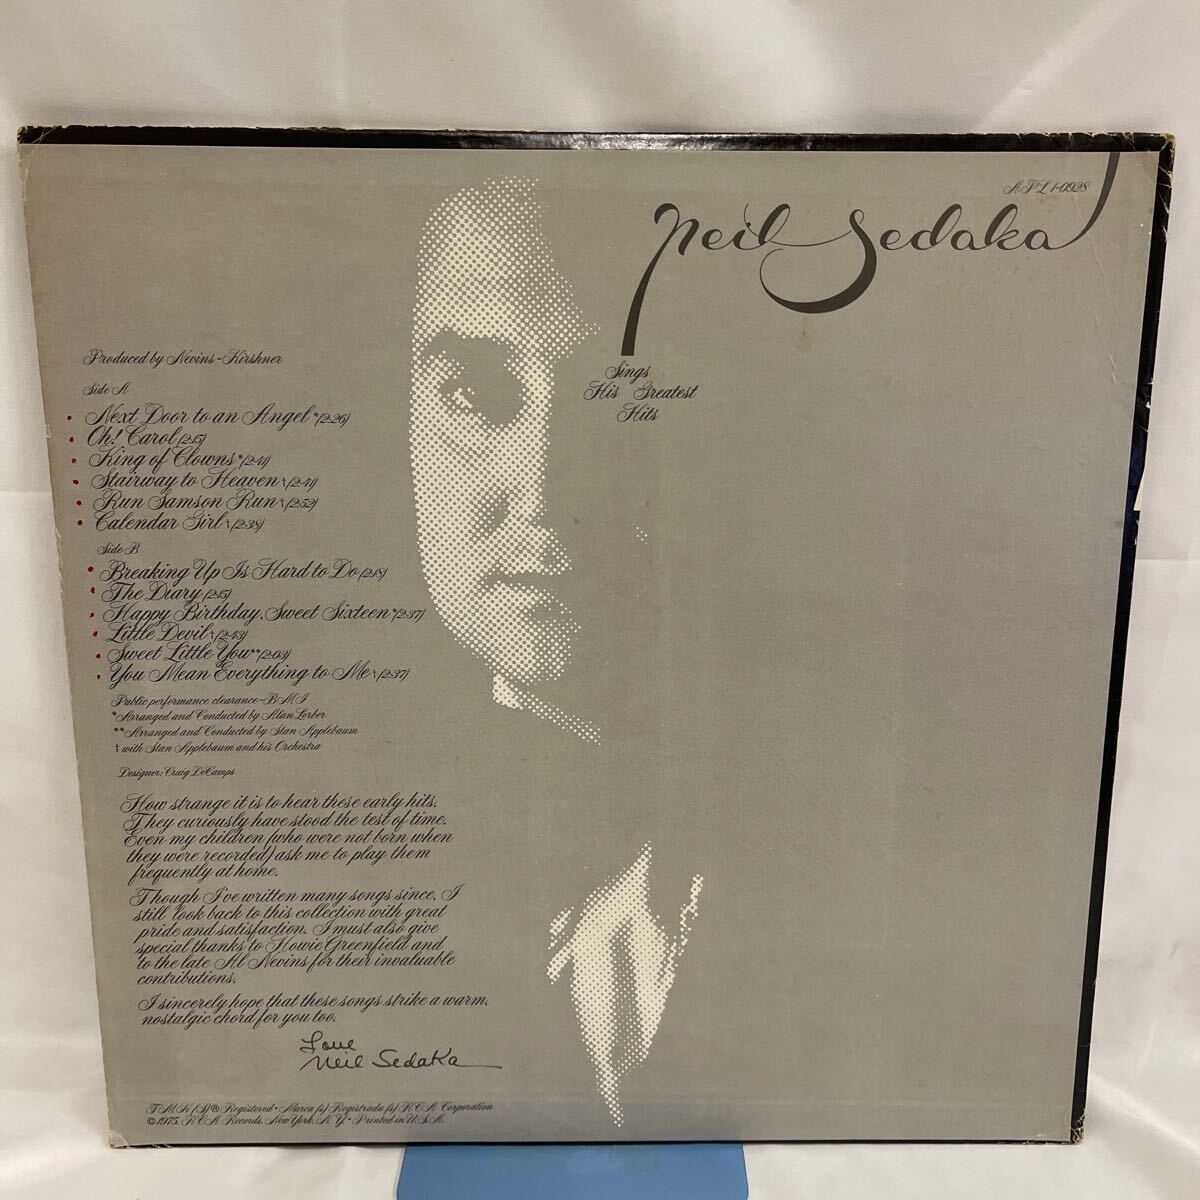 APL1-0928
Neil Sedaka
Sings
His Greatest
Hits
Produced by Nevins-Kirshner
Side A
Next Door to an Angel *(2:26)
Oh! Carol (2:15)
King of Clowns *(2:41)
Stairway to Heaven †(2:41)
Run Samson Run †(2:52)
Calendar Girl †(2:38)
Side B
Breaking Up Is Hard to Do (2:18)
The Diary (2:15)
Happy Birthday, Sweet Sixteen *(2:37)
Little Devil †(2:43)
Sweet Little You **(2:03)
You Mean Everything to Me †(2:37)
Public performance clearance-BMI
*Arranged and Conducted by Alan Lorber
**Arranged and Conducted by Stan Applebaum
† with Stan Applebaum and his Orchestra
Designer: Craig DeCamps
How strange it is to hear these early hits.
They curiously have stood the test of time.
Even my children (who were not born when
they were recorded) ask me to play them
frequently at home.
Though I've written many songs since, I
still look back to this collection with great
pride and satisfaction. I must also give
special thanks to Howie Greenfield and
to the late Al Nevins for their invaluable
contributions.
I sincerely hope that these songs strike a warm,
nostalgic chord for you too.
Love
Neil Sedaka
TMK(S)® Registered • Marca(s) Registrada(s) RCA Corporation
©1975, RCA Records, New York, N.Y. • Printed in U.S.A.